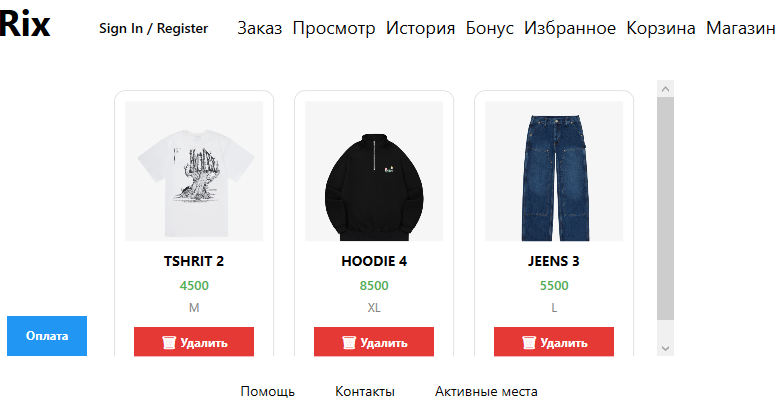 Rix
Sign In / Register
Заказ Просмотр История Бонус Избранное Корзина Магазин
TSHRIT 2
HOODIE 4
JEENS 3
4500
8500
5500
M
XL
L
Оплата
Удалить
Удалить
Удалить
Помощь
Контакты
Активные места